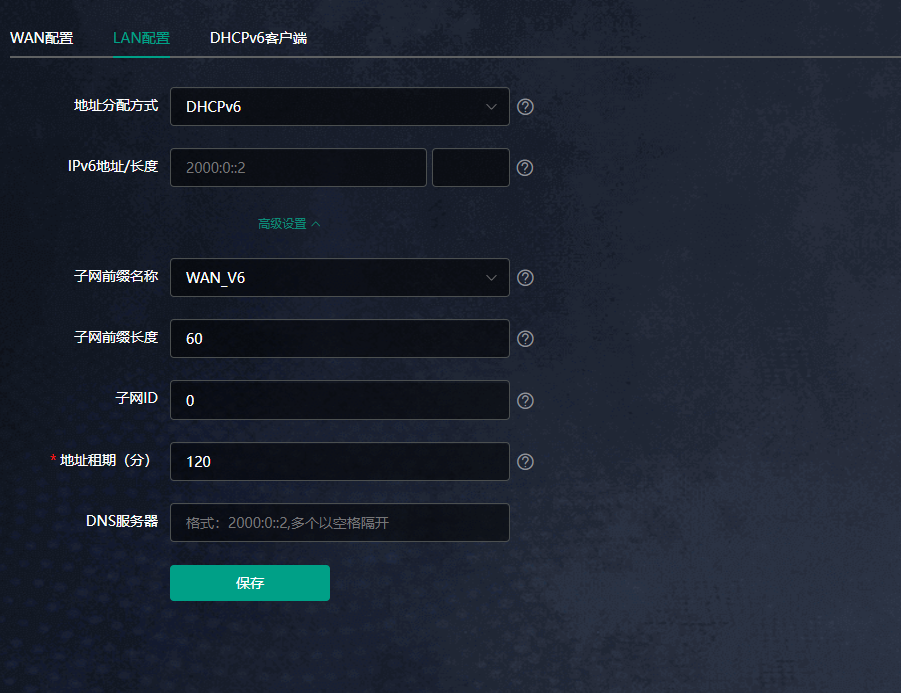 WAN配置 LAN配置 DHCPv6客户端
地址分配方式 DHCPv6
IPv6地址/长度 2000:0::2
高级设置
子网前缀名称 WAN_V6
子网前缀长度 60
子网ID 0
* 地址租期（分） 120
DNS服务器 格式：2000:0::2,多个以空格隔开
保存